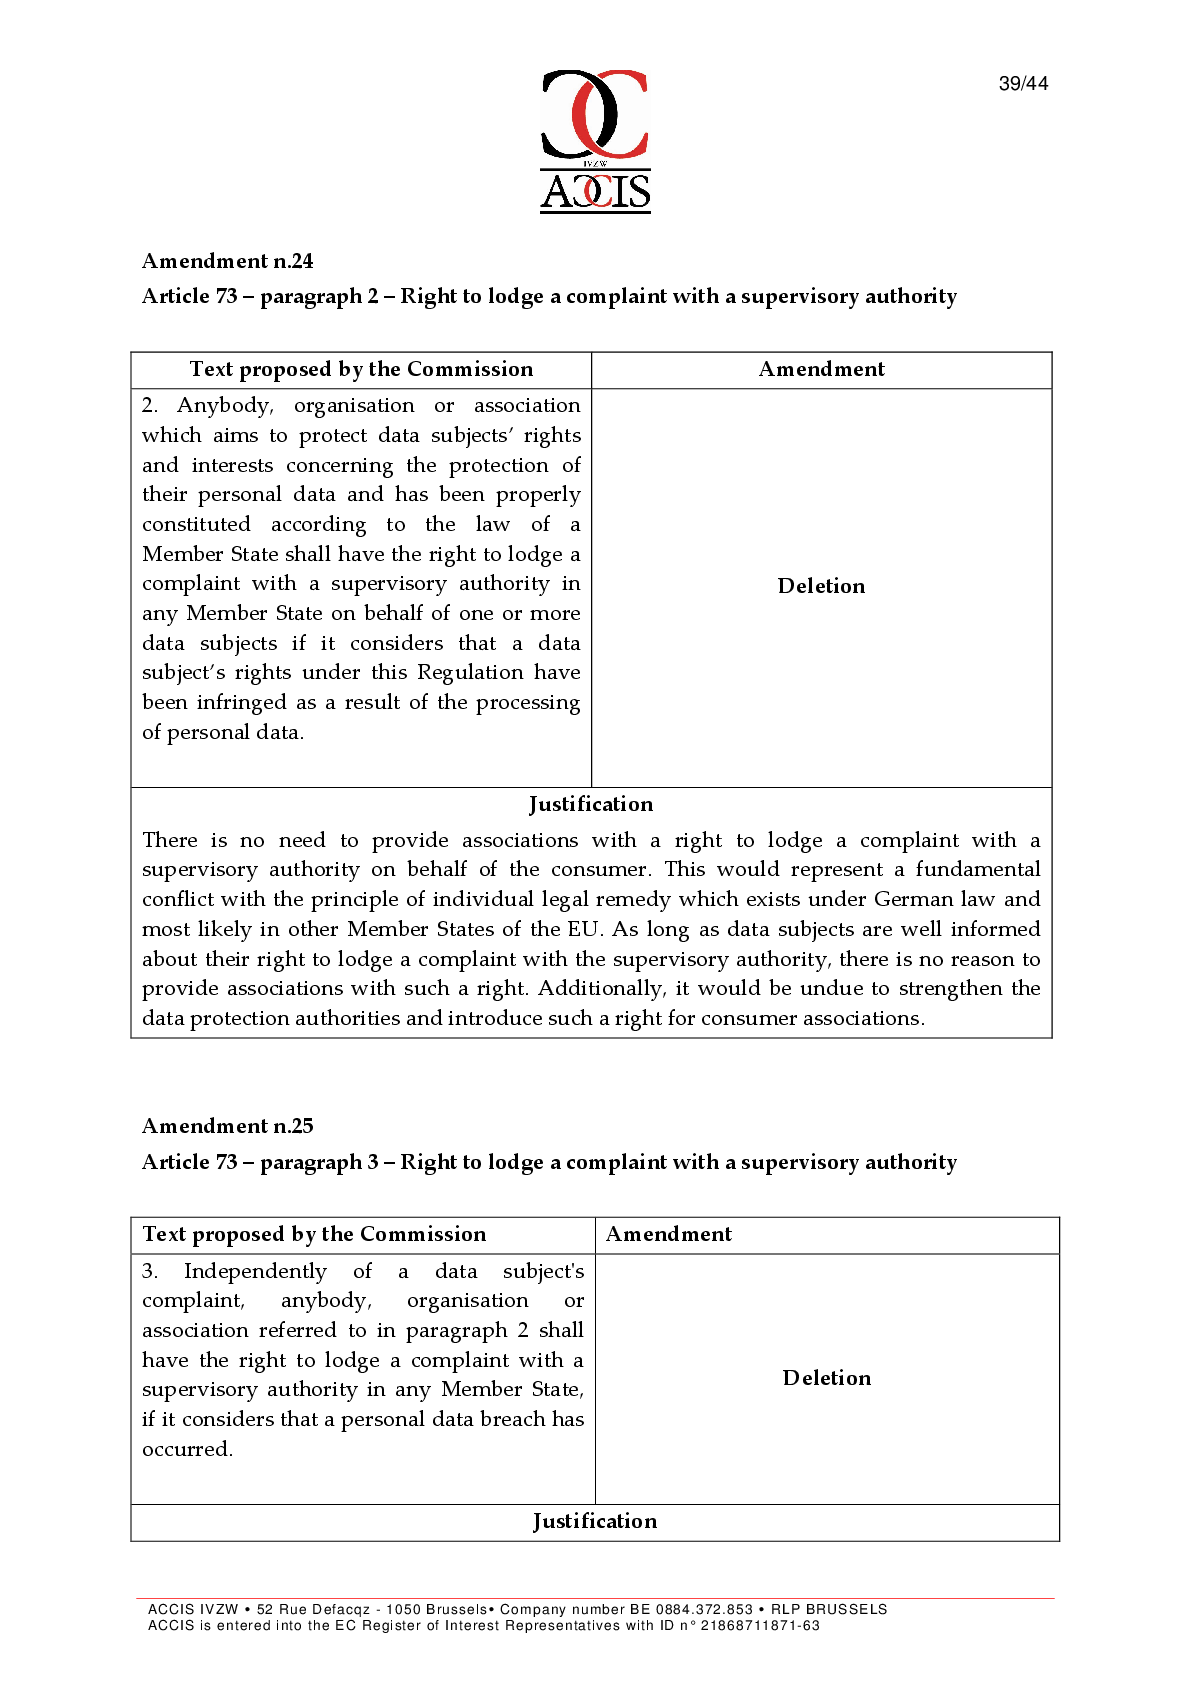 39/44
IVZW
ACCIS
Amendment n.24
Article 73 – paragraph 2 – Right to lodge a complaint with a supervisory authority
Text proposed by the Commission
Amendment
2. Anybody, organisation or association
which aims to protect data subjects’ rights
and interests concerning the protection of
their personal data and has been properly
constituted according to the law of a
Member State shall have the right to lodge a
complaint with a supervisory authority in
any Member State on behalf of one or more
data subjects if it considers that a data
subject’s rights under this Regulation have
been infringed as a result of the processing
of personal data.
Deletion
Justification
There is no need to provide associations with a right to lodge a complaint with a
supervisory authority on behalf of the consumer. This would represent a fundamental
conflict with the principle of individual legal remedy which exists under German law and
most likely in other Member States of the EU. As long as data subjects are well informed
about their right to lodge a complaint with the supervisory authority, there is no reason to
provide associations with such a right. Additionally, it would be undue to strengthen the
data protection authorities and introduce such a right for consumer associations.
Amendment n.25
Article 73 – paragraph 3 – Right to lodge a complaint with a supervisory authority
Text proposed by the Commission
Amendment
3. Independently of a data subject's
complaint, anybody, organisation or
association referred to in paragraph 2 shall
have the right to lodge a complaint with a
supervisory authority in any Member State,
if it considers that a personal data breach has
occurred.
Deletion
Justification
ACCIS IVZW • 52 Rue Defacqz - 1050 Brussels• Company number BE 0884.372.853 • RLP BRUSSELS
ACCIS is entered into the EC Register of Interest Representatives with ID n° 21868711871-63